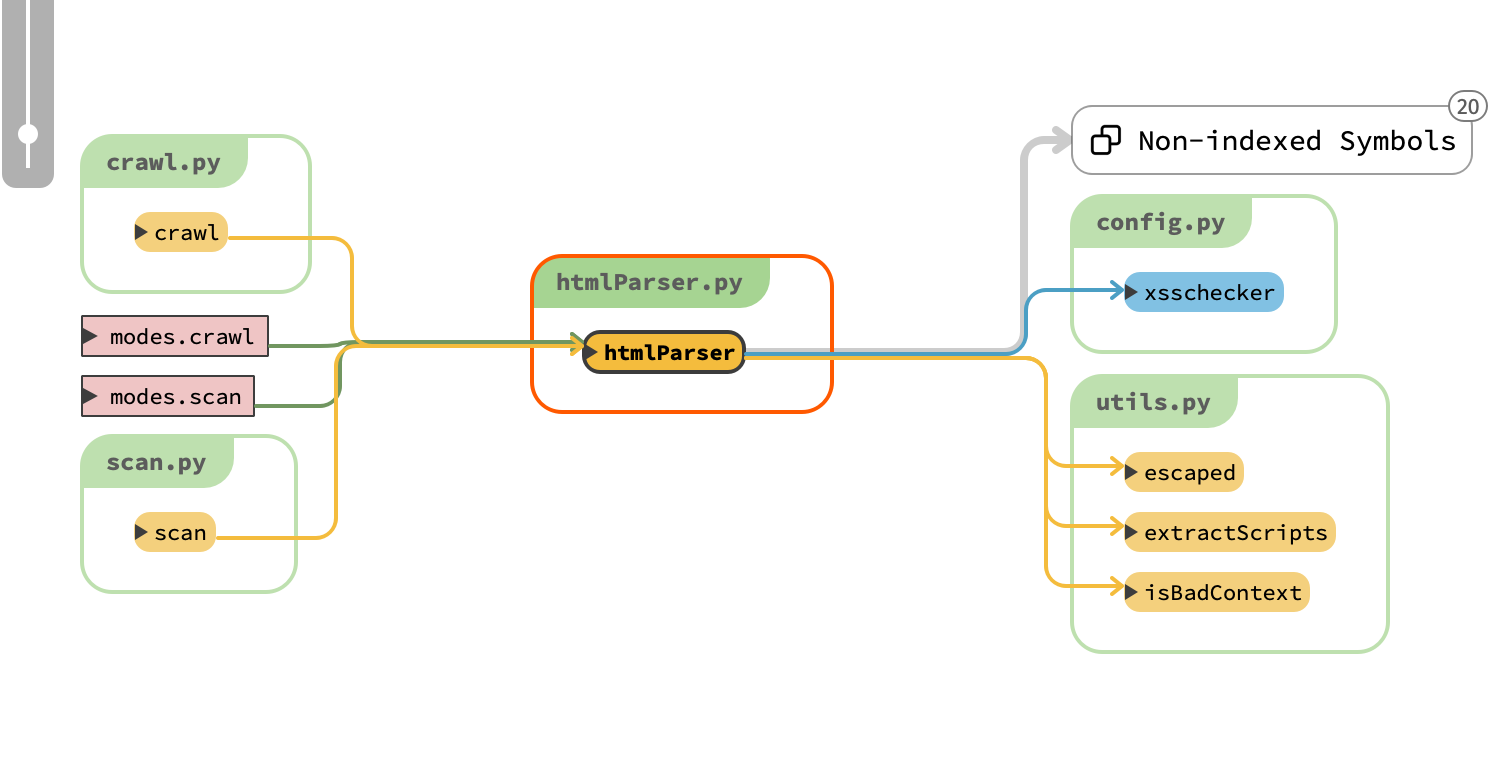 crawl.py
crawl
modes.crawl
modes.scan
scan.py
scan
htmlParser.py
htmlParser
20
Non-indexed Symbols
config.py
xsschecker
utils.py
escaped
extractScripts
isBadContext